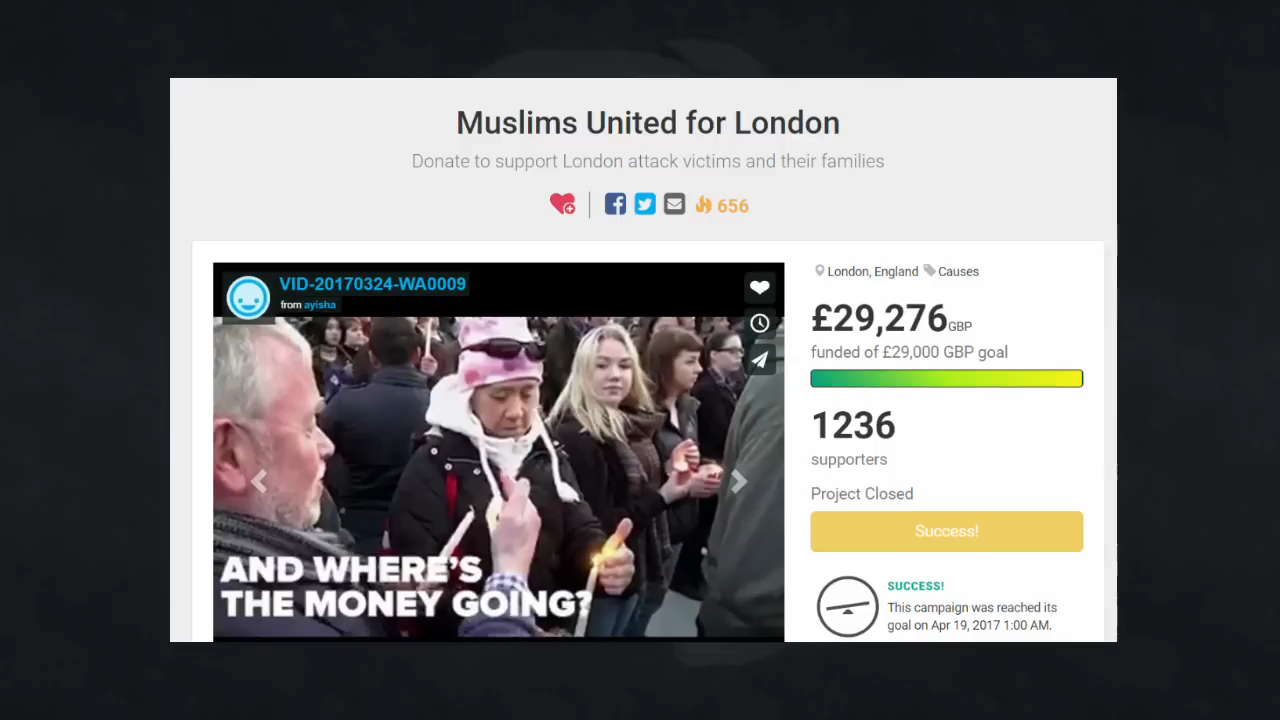 Muslims United for London
Donate to support London attack victims and their families
656
VID-20170324-WA0009
from ayisha
AND WHERE'S
THE MONEY GOING?
London, England Causes
£29,276GBP
funded of £29,000 GBP goal
1236
supporters
Project Closed
Success!
SUCCESS!
This campaign was reached its
goal on Apr 19, 2017 1:00 AM.